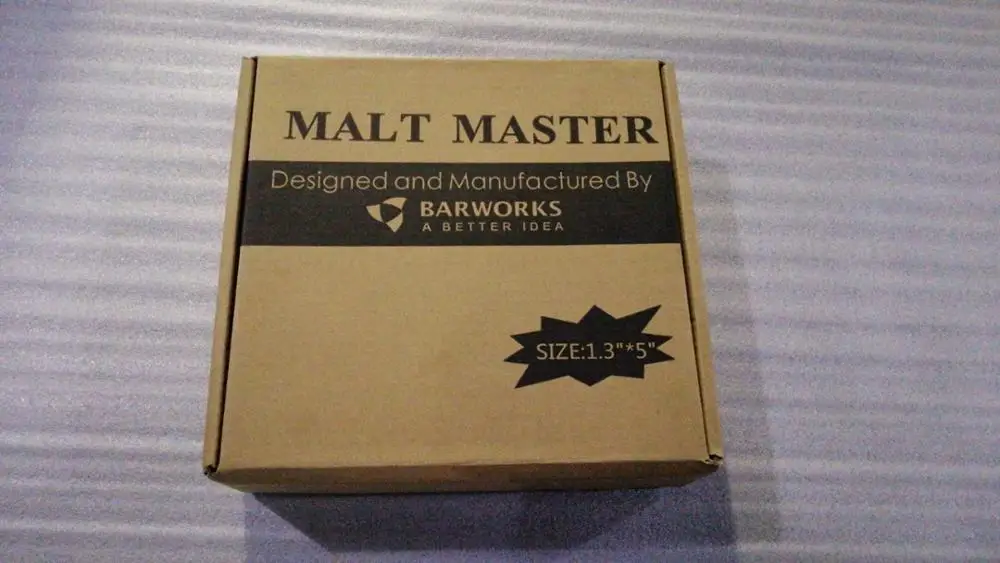 MALT MASTER
Designed and Manufactured By
BARWORKS
A BETTER IDEA
SIZE:1.3"*5"